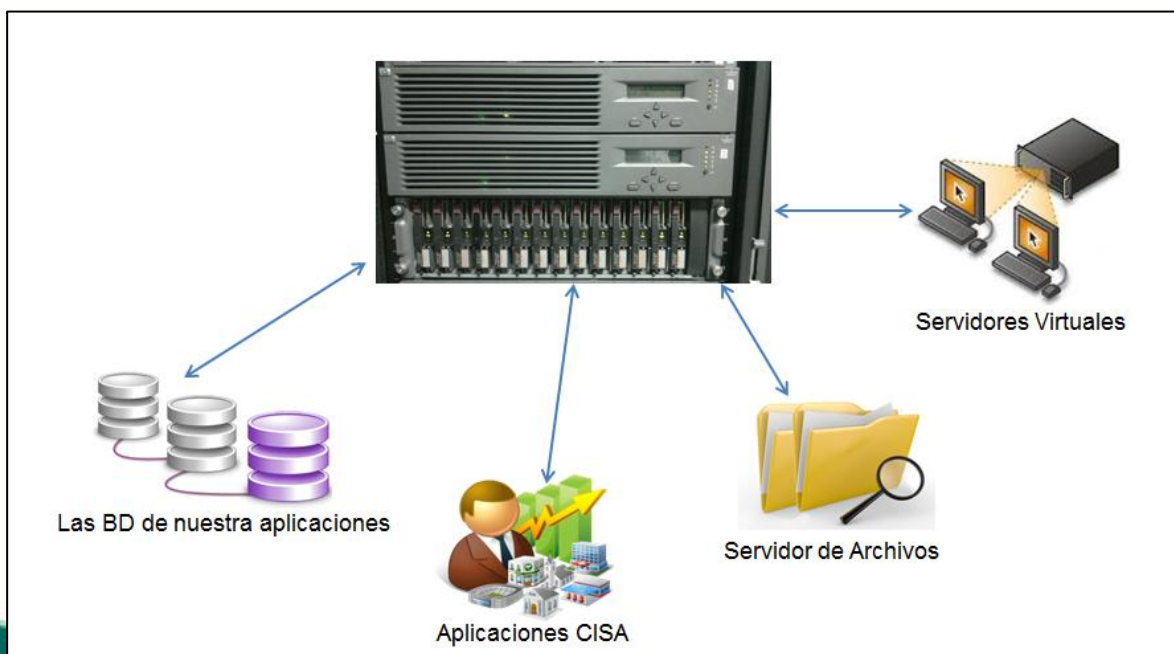 Servidores Virtuales
Las BD de nuestra aplicaciones
Servidor de Archivos
Aplicaciones CISA